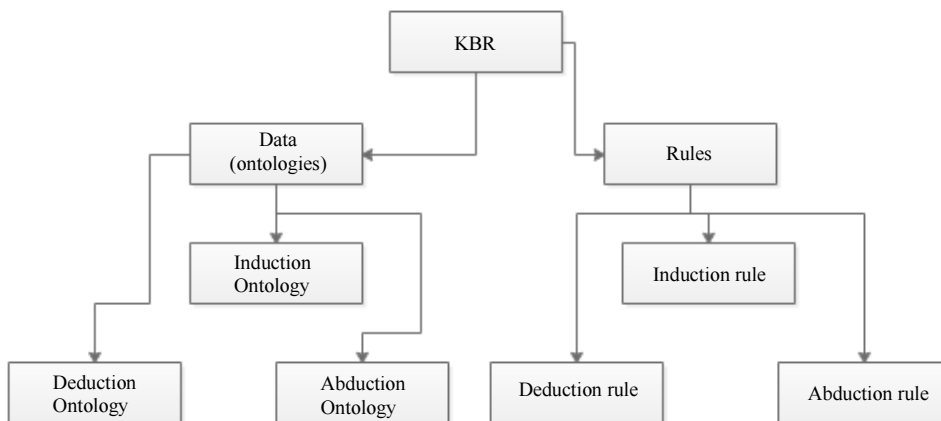 KBR
Data
(ontologies)
Rules
Induction
Ontology
Induction rule
Deduction
Ontology
Abduction
Ontology
Deduction rule
Abduction rule